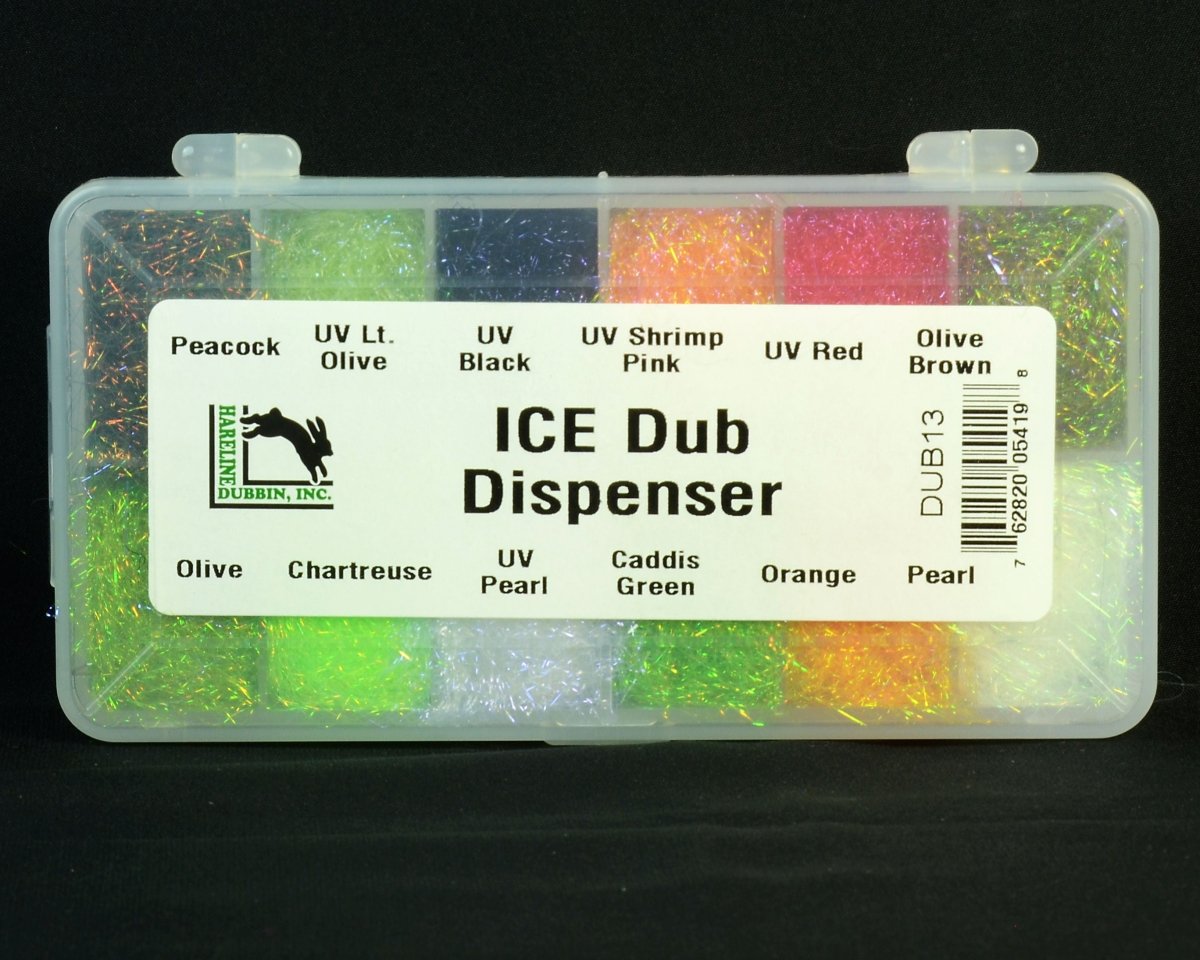 Peacock
UV Lt.
Olive
UV
Black
UV Shrimp
Pink
UV Red
Olive
Brown
HARELINE
DUBBIN, INC.
ICE Dub
Dispenser
DUB13
7 62820 05419 8
Olive
Chartreuse
UV
Pearl
Caddis
Green
Orange
Pearl